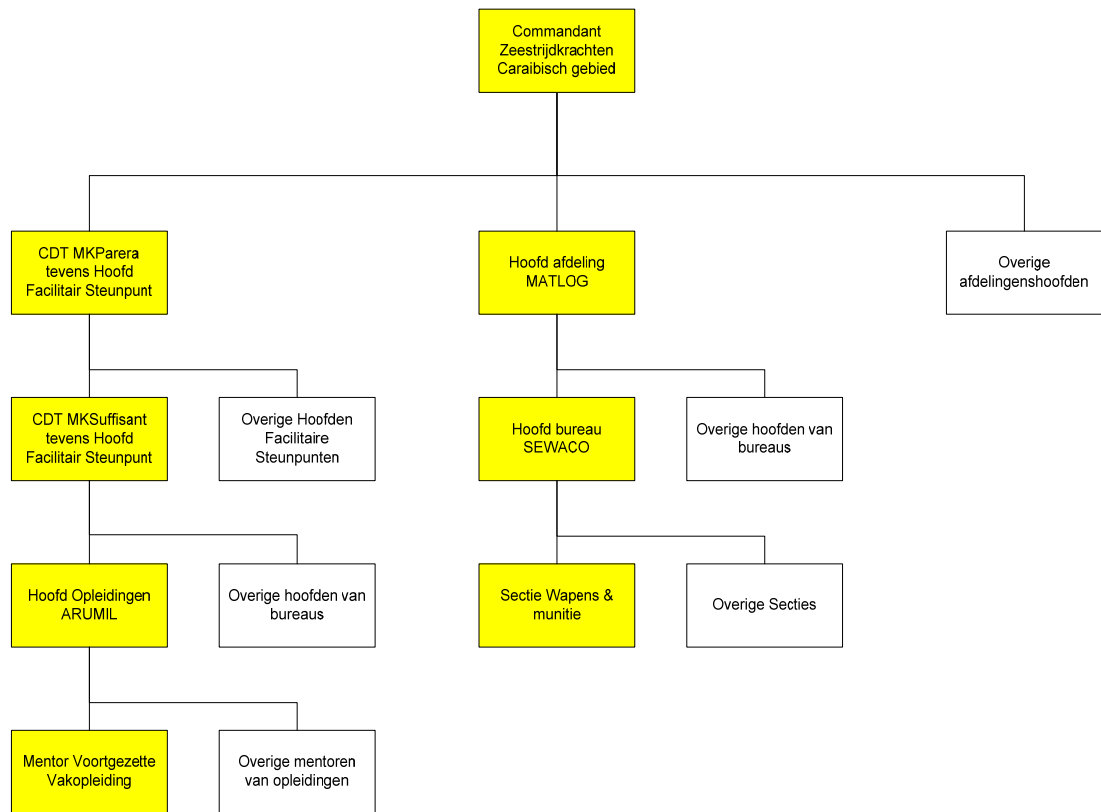 Commandant
Zeestrijdkrachten
Caraibisch gebied
CDT MKParera
tevens Hoofd
Facilitair Steunpunt
Hoofd afdeling
MATLOG
Overige
afdelingenshoofden
CDT MKSuffisant
tevens Hoofd
Facilitair Steunpunt
Overige Hoofden
Facilitaire
Steunpunten
Hoofd bureau
SEWACO
Overige hoofden van
bureaus
Hoofd Opleidingen
ARUMIL
Overige hoofden van
bureaus
Sectie Wapens &
munitie
Overige Secties
Mentor Voortgezette
Vakopleiding
Overige mentoren
van opleidingen